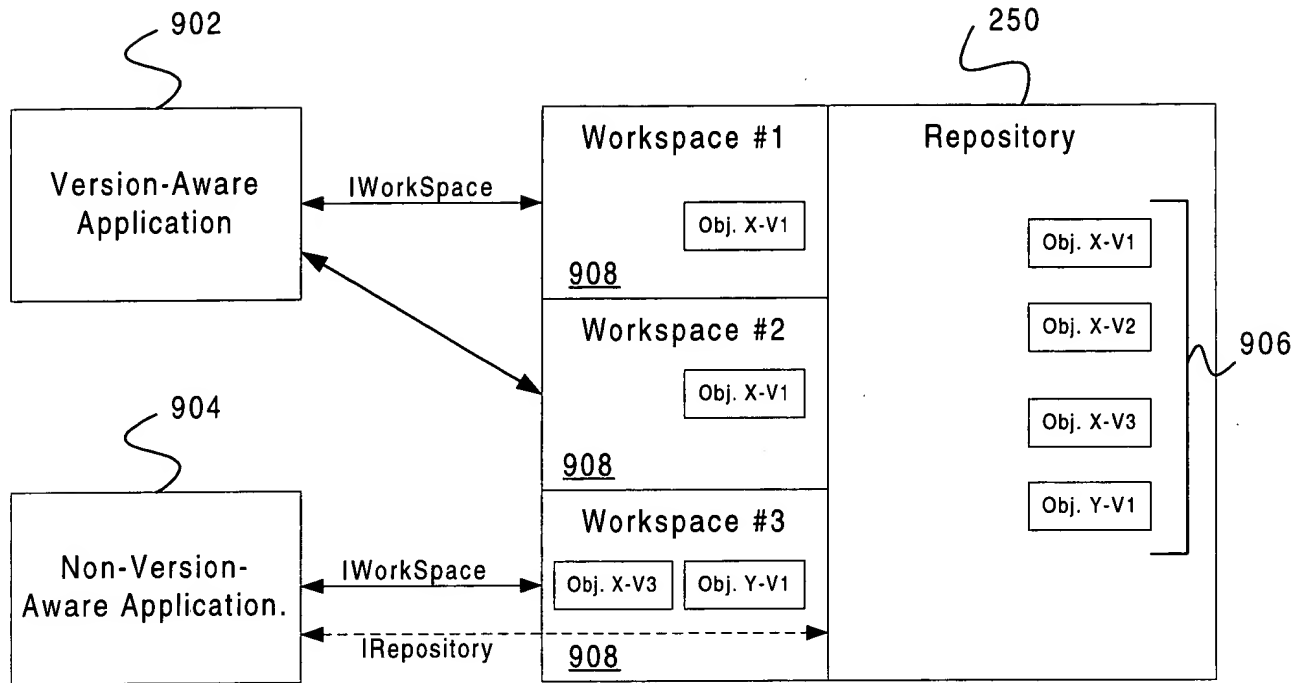 902
250
Version-Aware
Application
IWorkSpace
Workspace #1
Obj. X-V1
908
Repository
Obj. X-V1
Obj. X-V2
Obj. X-V3
Obj. Y-V1
906
Workspace #2
Obj. X-V1
908
904
Non-Version-
Aware Application.
IWorkSpace
IRepository
Workspace #3
Obj. X-V3
Obj. Y-V1
908